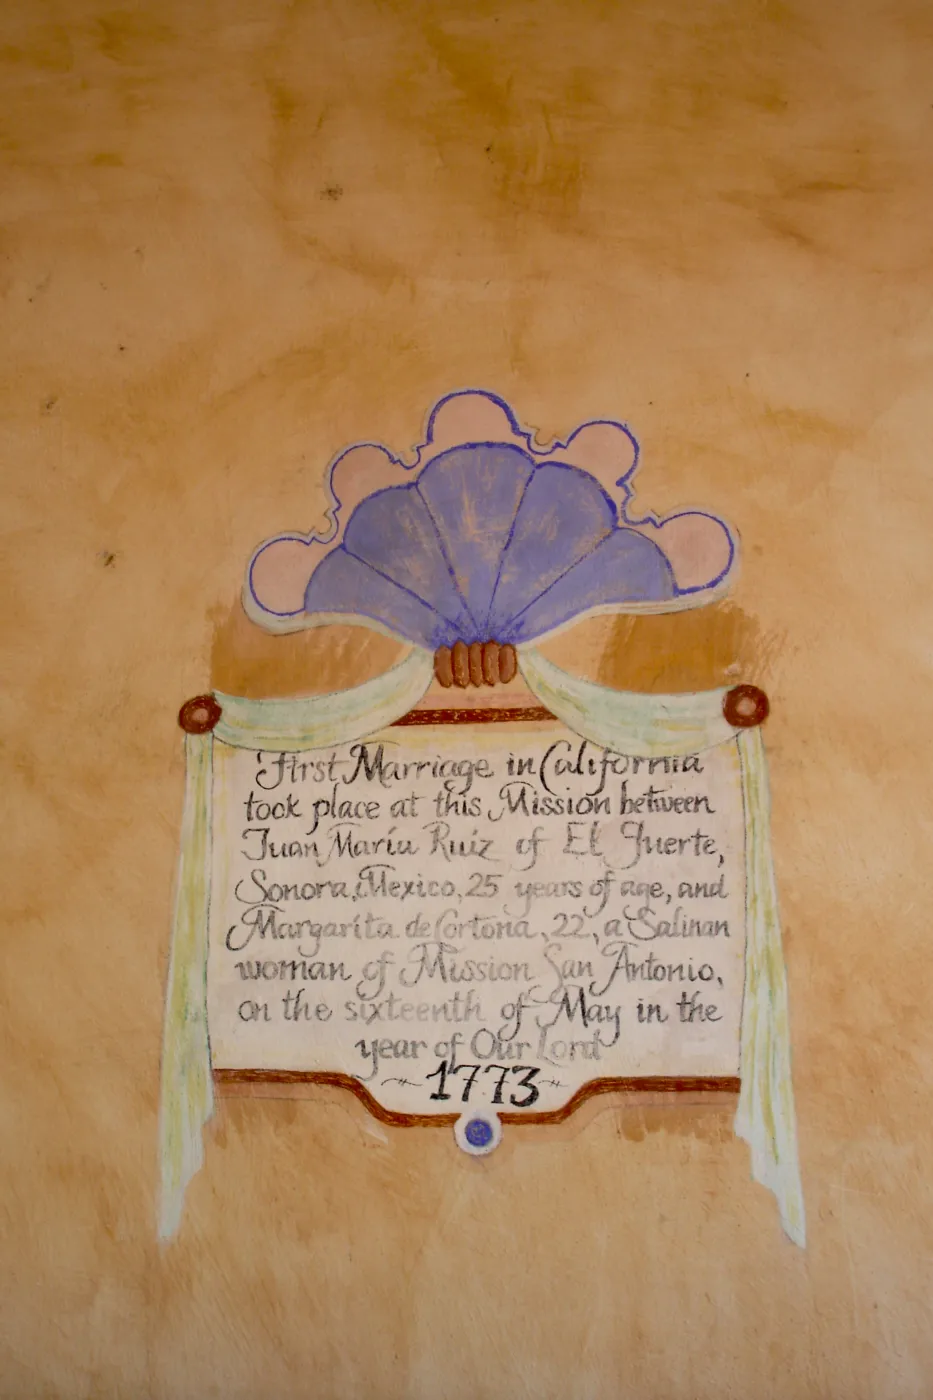 First Marriage in California
took place at this Mission between
Juan María Ruiz of El Fuerte,
Sonora, Mexico, 25 years of age, and
Margaríta de Cortona, 22, a Salinan
woman of Mission San Antonio,
on the sixteenth of May in the
year of Our Lord
~1773~